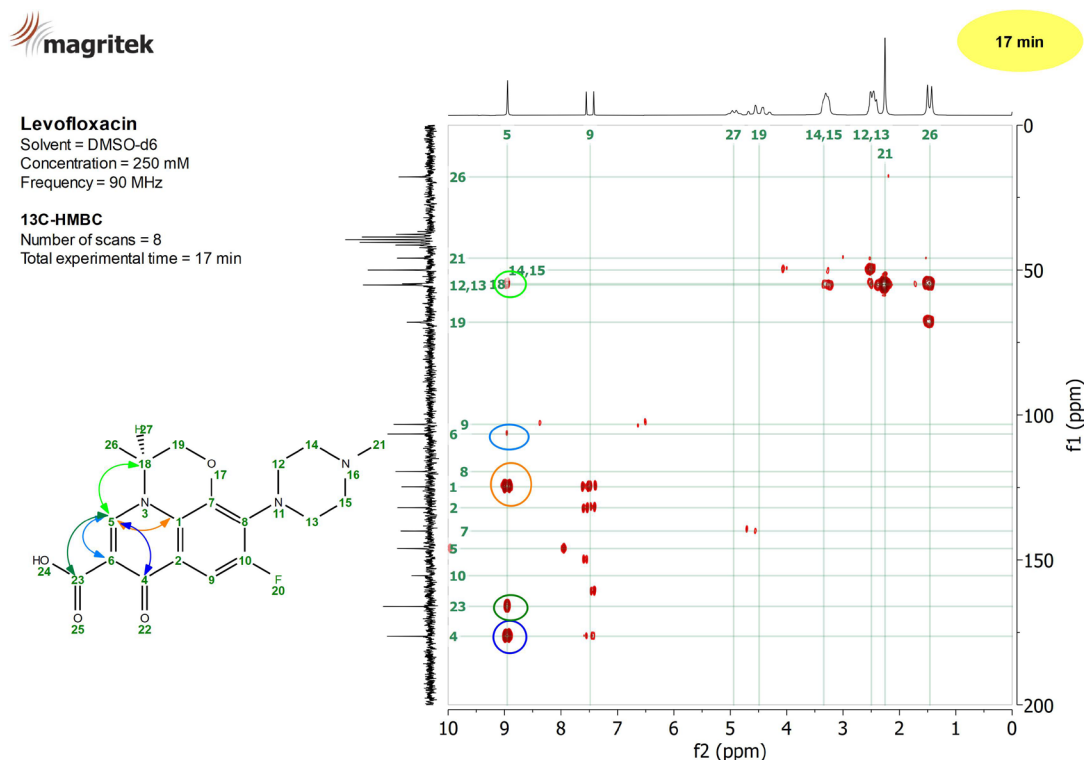 magritek
17 min
Levofloxacin
Solvent = DMSO-d6
Concentration = 250 mM
Frequency = 90 MHz
13C-HMBC
Number of scans = 8
Total experimental time = 17 min
5 9 27 19 14,15 12,13 26
21
0
26
21
14,15
50
12,13 18
19
100
9
6
8
1
2
7
5
150
10
23
4
200
f1 (ppm)
10 9 8 7 6 5 4 3 2 1 0
f2 (ppm)
H 27
26 19 14 21
18 12 N
O 16
17
N N 15
5 3 1 7 8 11 13
HO 6 2 10
24 23 4 9 F
20
O O
25 22